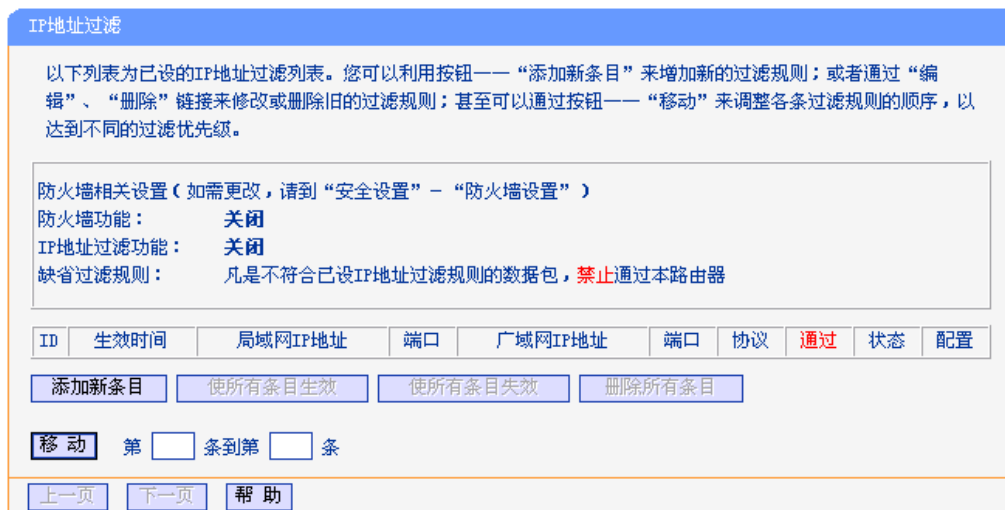 IP地址过滤
以下列表为已设的IP地址过滤列表。您可以利用按钮——“添加新条目”来增加新的过滤规则；或者通过“编
辑”、“删除”链接来修改或删除旧的过滤规则；甚至可以通过按钮——“移动”来调整各条过滤规则的顺序，以
达到不同的过滤优先级。
防火墙相关设置（如需更改，请到“安全设置”－“防火墙设置”）
防火墙功能： 关闭
IP地址过滤功能： 关闭
缺省过滤规则： 凡是不符合已设IP地址过滤规则的数据包，禁止通过本路由器
ID 生效时间 局域网IP地址 端口 广域网IP地址 端口 协议 通过 状态 配置
添加新条目 使所有条目生效 使所有条目失效 删除所有条目
移 动 第 条到第 条
上一页 下一页 帮 助